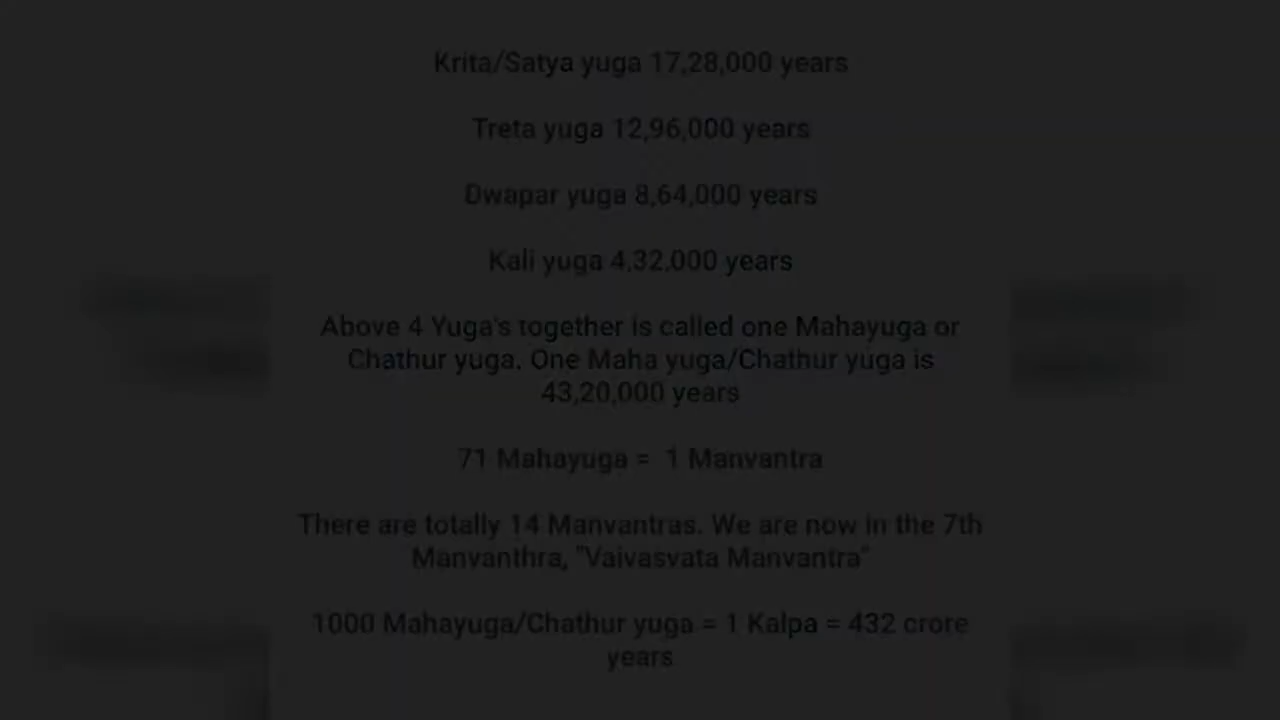 Krita/Satya yuga 17,28,000 years
Treta yuga 12,96,000 years
Dwapar yuga 8,64,000 years
Kali yuga 4,32,000 years
Above 4 Yuga's together is called one Mahayuga or
Chathur yuga. One Maha yuga/Chathur yuga is
43,20,000 years
71 Mahayuga = 1 Manvantra
There are totally 14 Manvantras. We are now in the 7th
Manvanthra, "Vaivasvata Manvantra"
1000 Mahayuga/Chathur yuga = 1 Kalpa = 432 crore
years